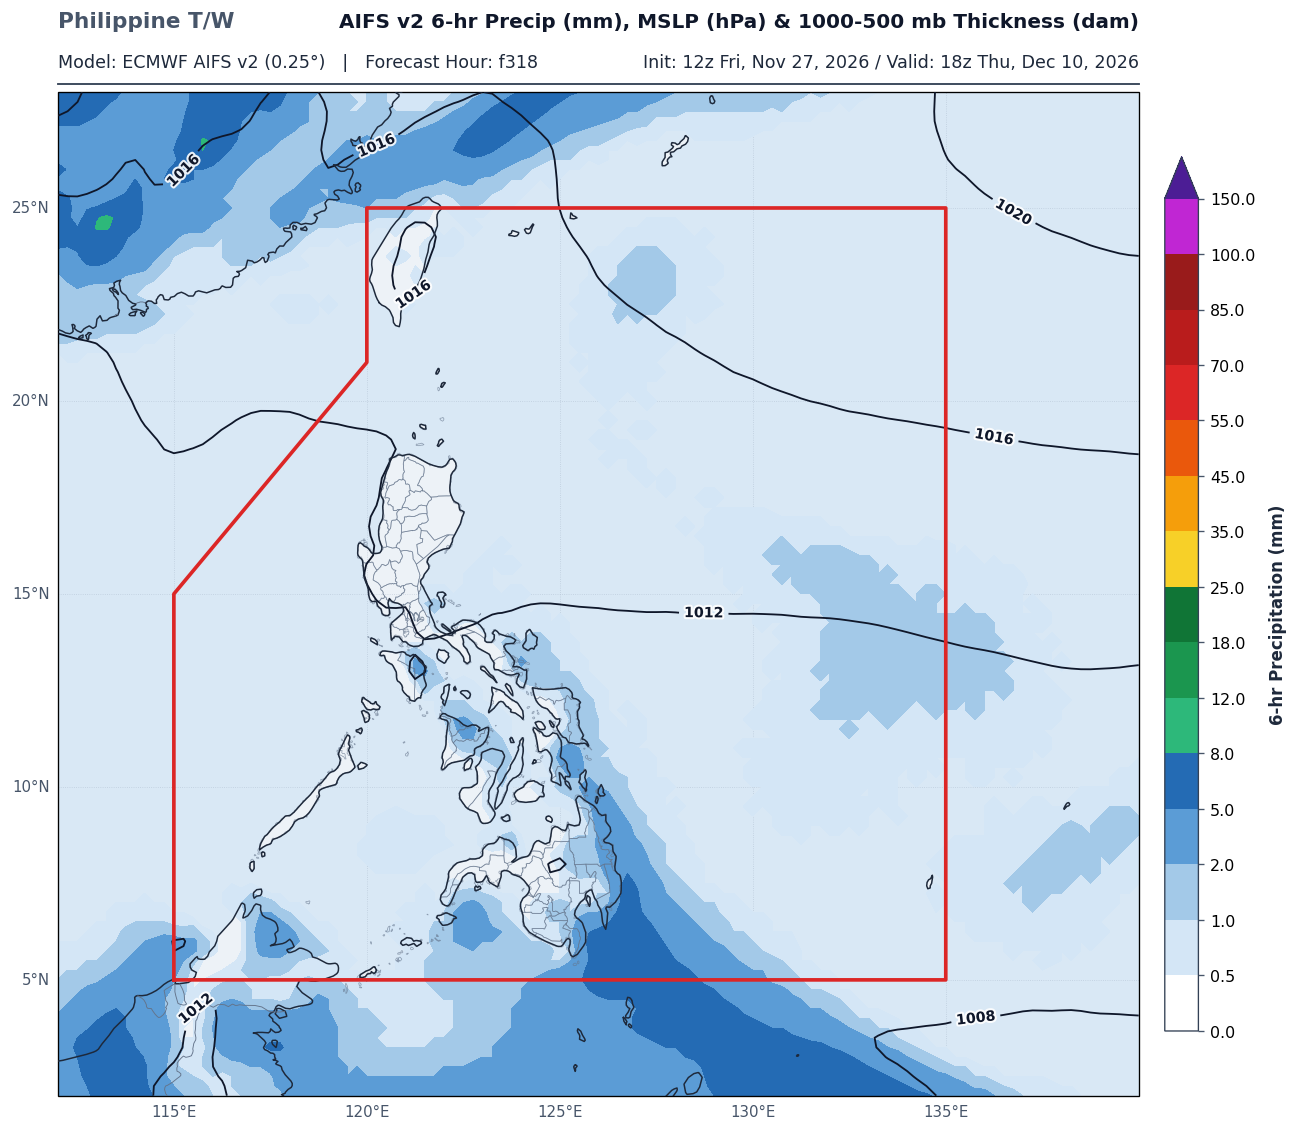 Philippine T/W
AIFS v2 6-hr Precip (mm), MSLP (hPa) & 1000-500 mb Thickness (dam)
Model: ECMWF AIFS v2 (0.25°) | Forecast Hour: f318
Init: 12z Fri, Nov 27, 2026 / Valid: 18z Thu, Dec 10, 2026
1016
1016
1020
1016
1016
1012
1012
1008
25°N
20°N
15°N
10°N
5°N
115°E
120°E
125°E
130°E
135°E
150.0
100.0
85.0
70.0
55.0
45.0
35.0
25.0
18.0
12.0
8.0
5.0
2.0
1.0
0.5
0.0
6-hr Precipitation (mm)